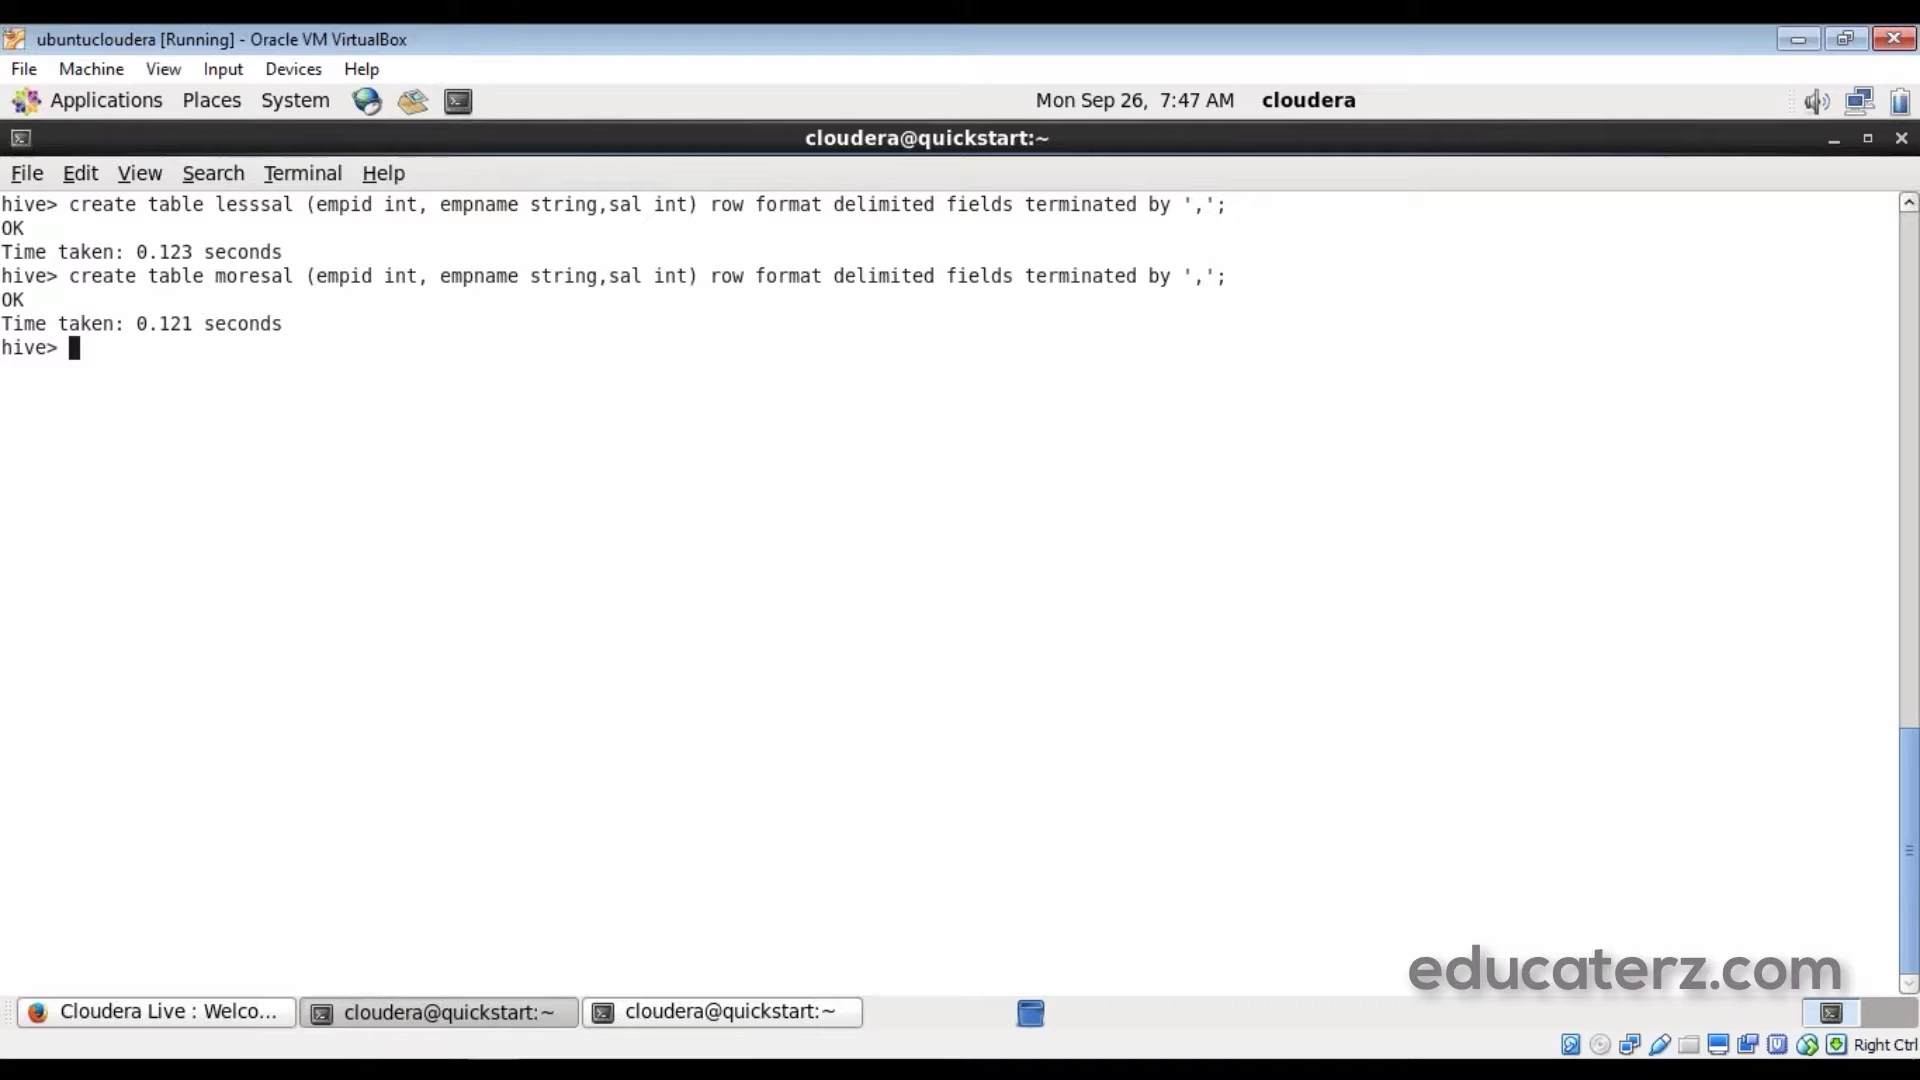 ubuntucloudera [Running] - Oracle VM VirtualBox
File Machine View Input Devices Help
Applications Places System Mon Sep 26, 7:47 AM cloudera
cloudera@quickstart:~
File Edit View Search Terminal Help
hive> create table lesssal (empid int, empname string,sal int) row format delimited fields terminated by ',';
OK
Time taken: 0.123 seconds
hive> create table moresal (empid int, empname string,sal int) row format delimited fields terminated by ',';
OK
Time taken: 0.121 seconds
hive>
educaterz.com
Cloudera Live : Welco... cloudera@quickstart:~ cloudera@quickstart:~
Right Ctrl